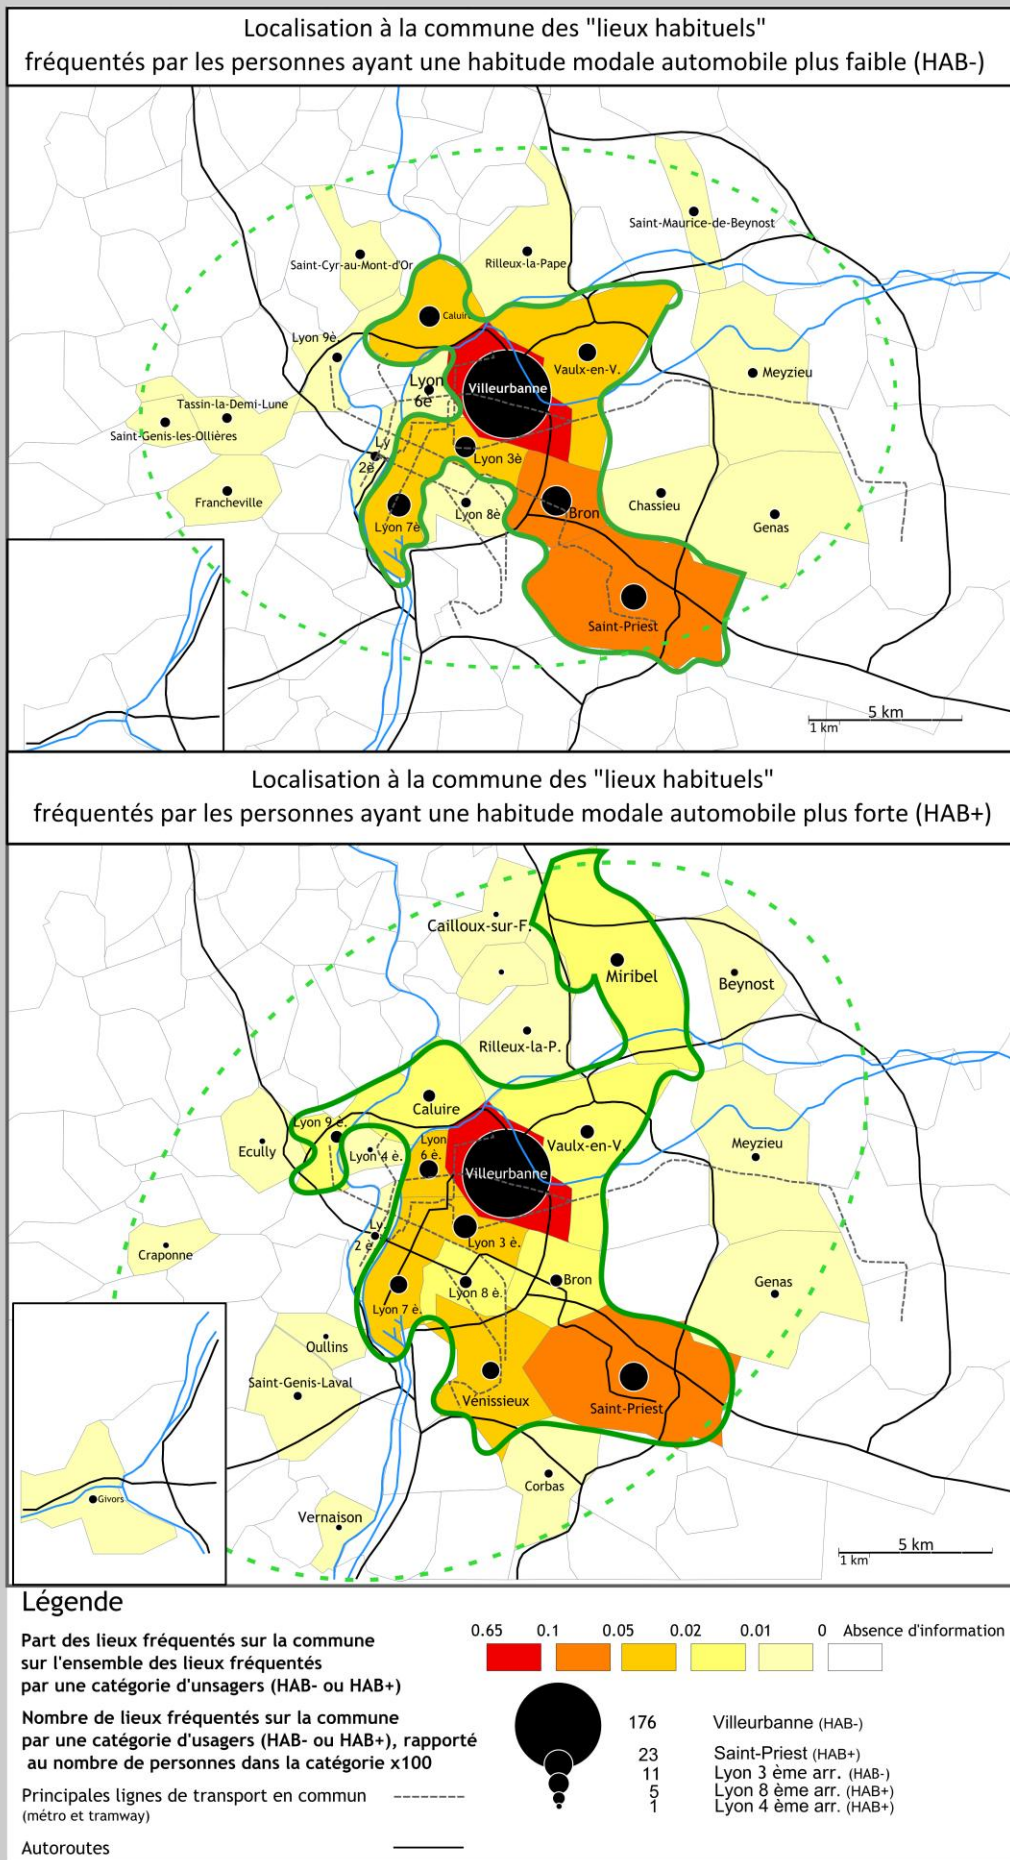 Localisation à la commune des "lieux habituels"
fréquentés par les personnes ayant une habitude modale automobile plus faible (HAB-)
Saint-Maurice-de-Beynost
Saint-Cyr-au-Mont-d'Or
Rilleux-la-Pape
Caluire
Lyon 9è.
Vaulx-en-V.
Meyzieu
Lyon
6è
Villeurbanne
Tassin-la-Demi-Lune
Saint-Genis-les-Ollières
Ly
2è
Lyon 3è
Francheville
Lyon 7è
Lyon 8è
Bron
Chassieu
Genas
Saint-Priest
5 km
1 km
Localisation à la commune des "lieux habituels"
fréquentés par les personnes ayant une habitude modale automobile plus forte (HAB+)
Cailloux-sur-F.
Miribel
Beynost
Rilleux-la-P.
Caluire
Lyon 9 è.
Ecully
Lyon 4 è.
Lyon
6 è.
Vaulx-en-V.
Meyzieu
Villeurbanne
Ly.
2 è
Lyon 3 è.
Craponne
Bron
Genas
Lyon 8 è.
Lyon 7 è.
Oullins
Saint-Genis-Laval
Vénissieux
Saint-Priest
Corbas
Givors
Vernaison
5 km
1 km
Légende
Part des lieux fréquentés sur la commune
sur l'ensemble des lieux fréquentés
par une catégorie d'unsagers (HAB- ou HAB+)
0.65 0.1 0.05 0.02 0.01 0 Absence d'information
Nombre de lieux fréquentés sur la commune
par une catégorie d'usagers (HAB- ou HAB+), rapporté
au nombre de personnes dans la catégorie x100
176 Villeurbanne (HAB-)
23 Saint-Priest (HAB+)
11 Lyon 3 ème arr. (HAB-)
5 Lyon 8 ème arr. (HAB+)
1 Lyon 4 ème arr. (HAB+)
Principales lignes de transport en commun
(métro et tramway)
Autoroutes